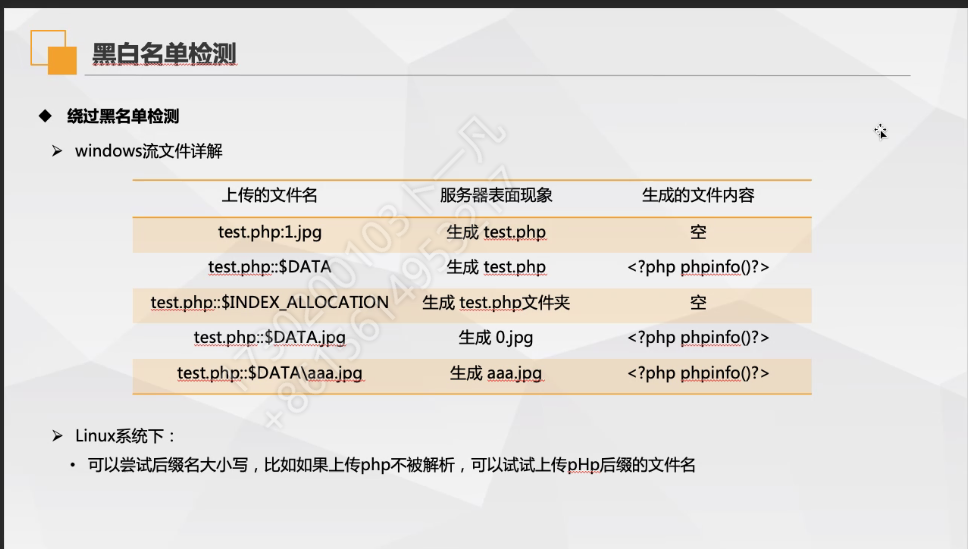 黑白名单检测
◆ 绕过黑名单检测
➢ windows流文件详解
上传的文件名 服务器表面现象 生成的文件内容
test.php:1.jpg 生成 test.php 空
test.php::$DATA 生成 test.php <?php phpinfo()?>
test.php::$INDEX_ALLOCATION 生成 test.php文件夹 空
test.php::$DATA.jpg 生成 0.jpg <?php phpinfo()?>
test.php::$DATA\aaa.jpg 生成 aaa.jpg <?php phpinfo()?>
➢ Linux系统下：
• 可以尝试后缀名大小写，比如如果上传php不被解析，可以试试上传pHp后缀的文件名